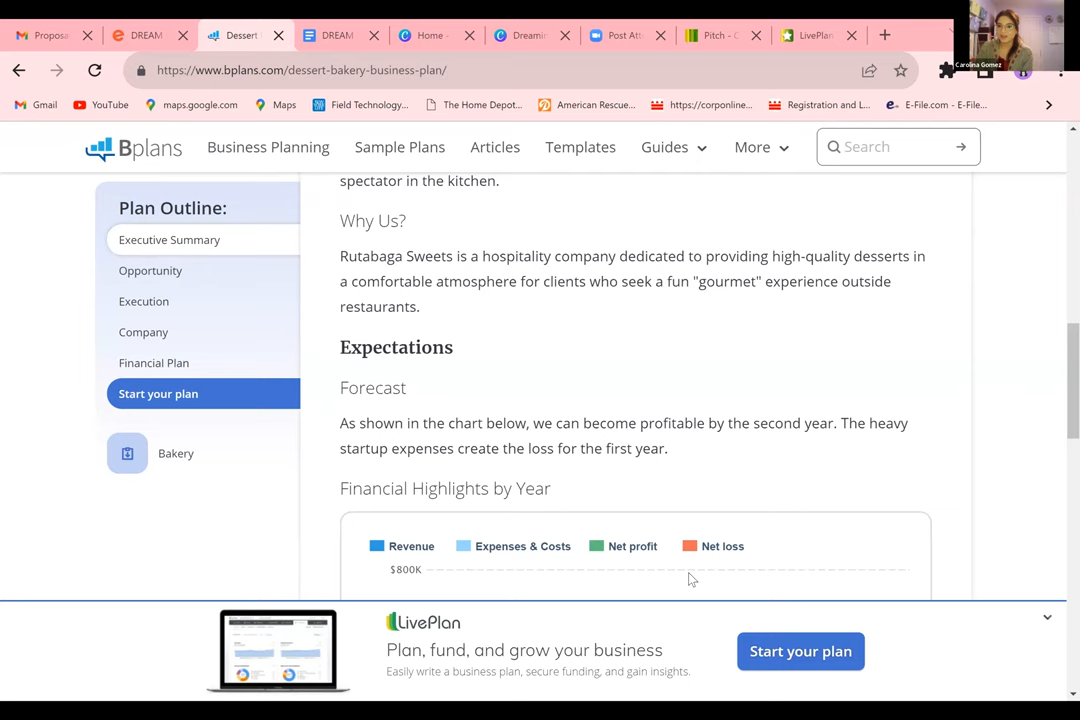 Proposa
DREAM
Dessert
DREAM
Home -
Dreamin
Post Att
Pitch - C
LivePlan
Carolina Gomez
https://www.bplans.com/dessert-bakery-business-plan/
Gmail
YouTube
maps.google.com
Maps
Field Technology...
The Home Depot...
American Rescue...
https://corponline...
Registration and L...
E-File.com - E-File...
Bplans
Business Planning
Sample Plans
Articles
Templates
Guides
More
Search
Plan Outline:
Executive Summary
Opportunity
Execution
Company
Financial Plan
Start your plan
Bakery
spectator in the kitchen.
Why Us?
Rutabaga Sweets is a hospitality company dedicated to providing high-quality desserts in
a comfortable atmosphere for clients who seek a fun "gourmet" experience outside
restaurants.
Expectations
Forecast
As shown in the chart below, we can become profitable by the second year. The heavy
startup expenses create the loss for the first year.
Financial Highlights by Year
Revenue
Expenses & Costs
Net profit
Net loss
$800K
LivePlan
Plan, fund, and grow your business
Easily write a business plan, secure funding, and gain insights.
Start your plan